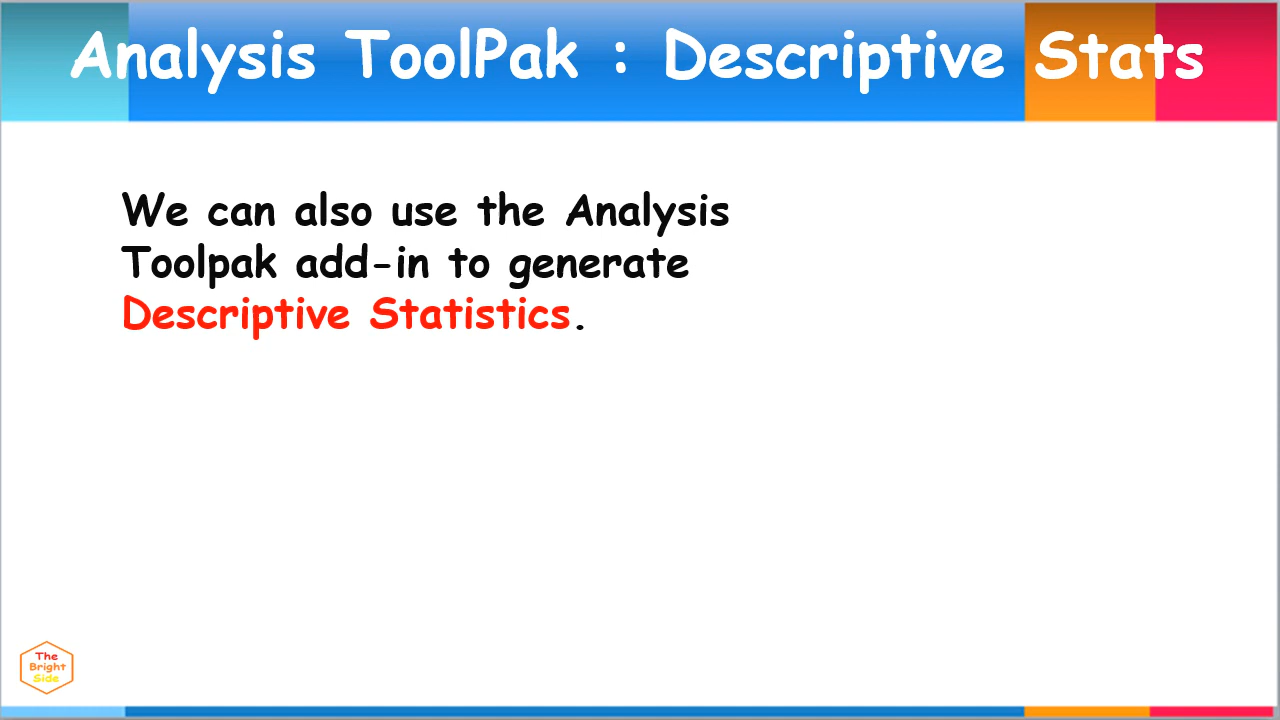 Analysis ToolPak : Descriptive Stats
We can also use the Analysis
Toolpak add-in to generate
Descriptive Statistics.
The
Bright
Side